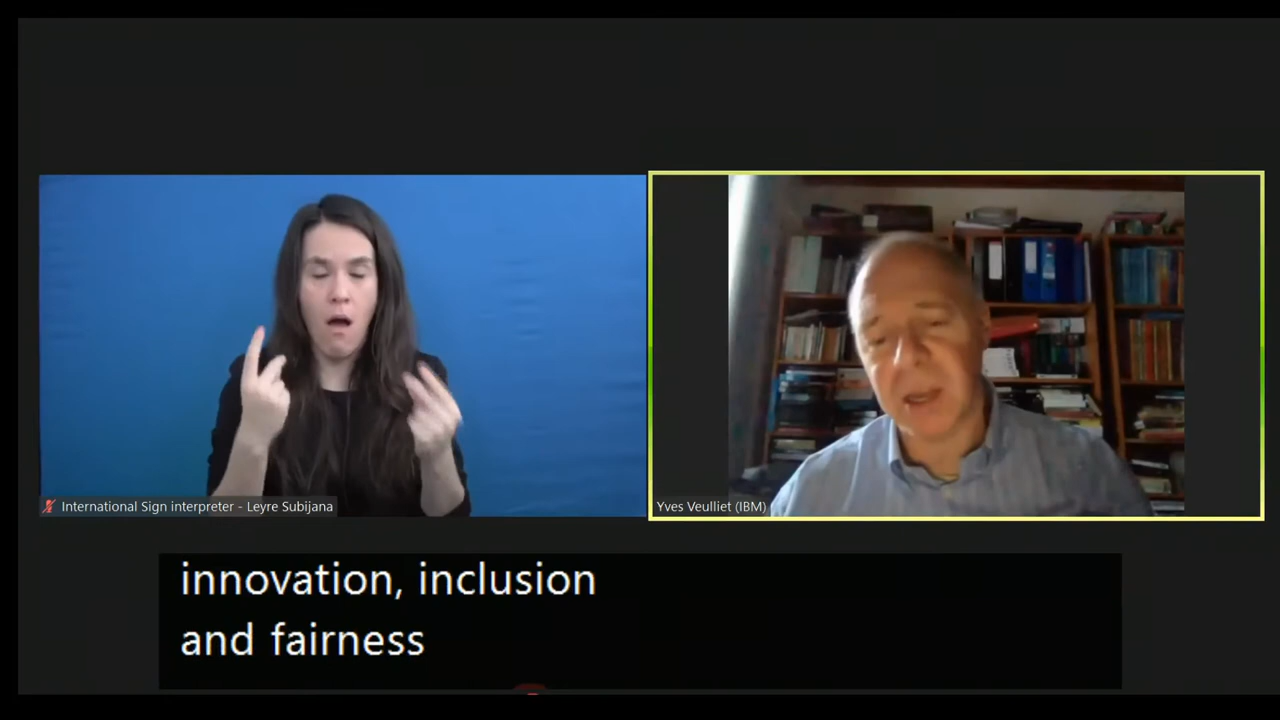 International Sign interpreter - Leyre Subijana
Yves Veulliet (IBM)
innovation, inclusion
and fairness